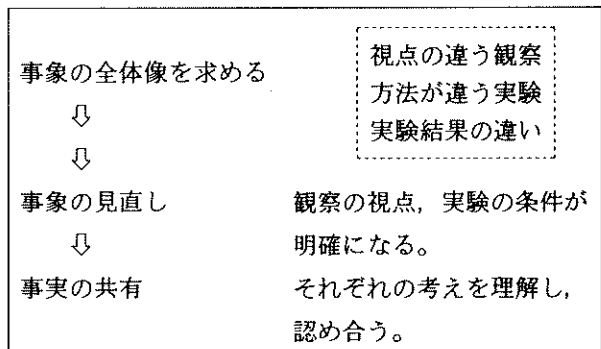 事象の全体像を求める
視点の違う観察
方法が違う実験
実験結果の違い
⇩
⇩
事象の見直し 観察の視点，実験の条件が
⇩ 明確になる。
事実の共有 それぞれの考えを理解し，
認め合う。